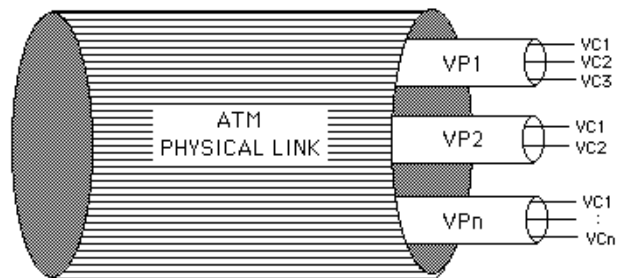 ATM
PHYSICAL LINK
VP1
VC1
VC2
VC3
VP2
VC1
VC2
VPn
VC1
:
VCn